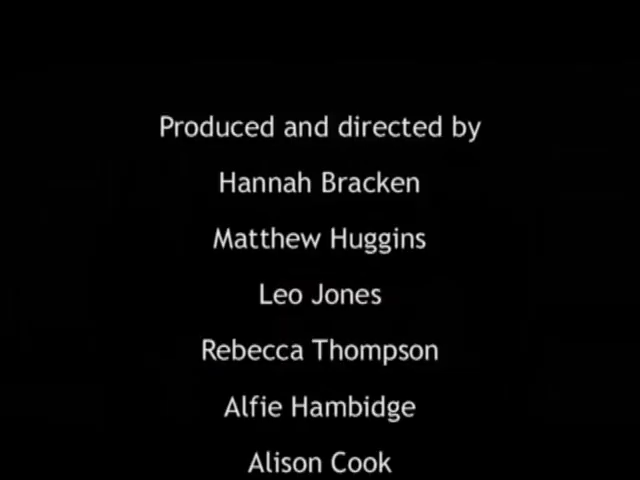 Produced and directed by
Hannah Bracken
Matthew Huggins
Leo Jones
Rebecca Thompson
Alfie Hambidge
Alison Cook